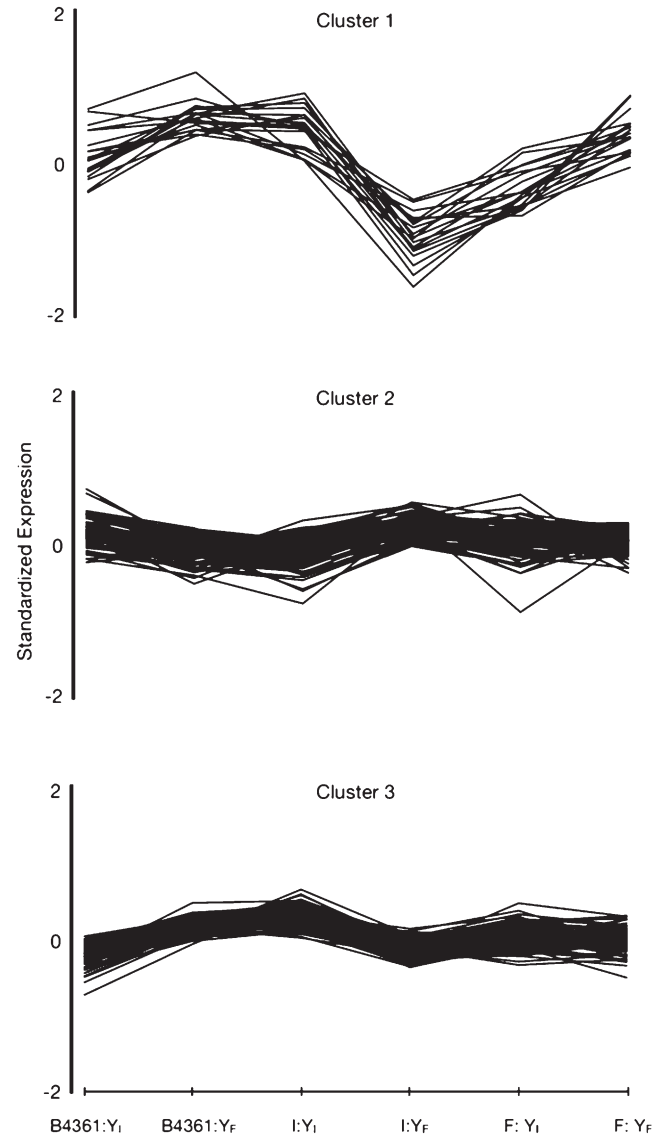 2
Cluster 1
0
-2
2
Cluster 2
Standardized Expression
0
-2
2
Cluster 3
0
-2
B4361:YI B4361:YF I:YI I:YF F: YI F: YF